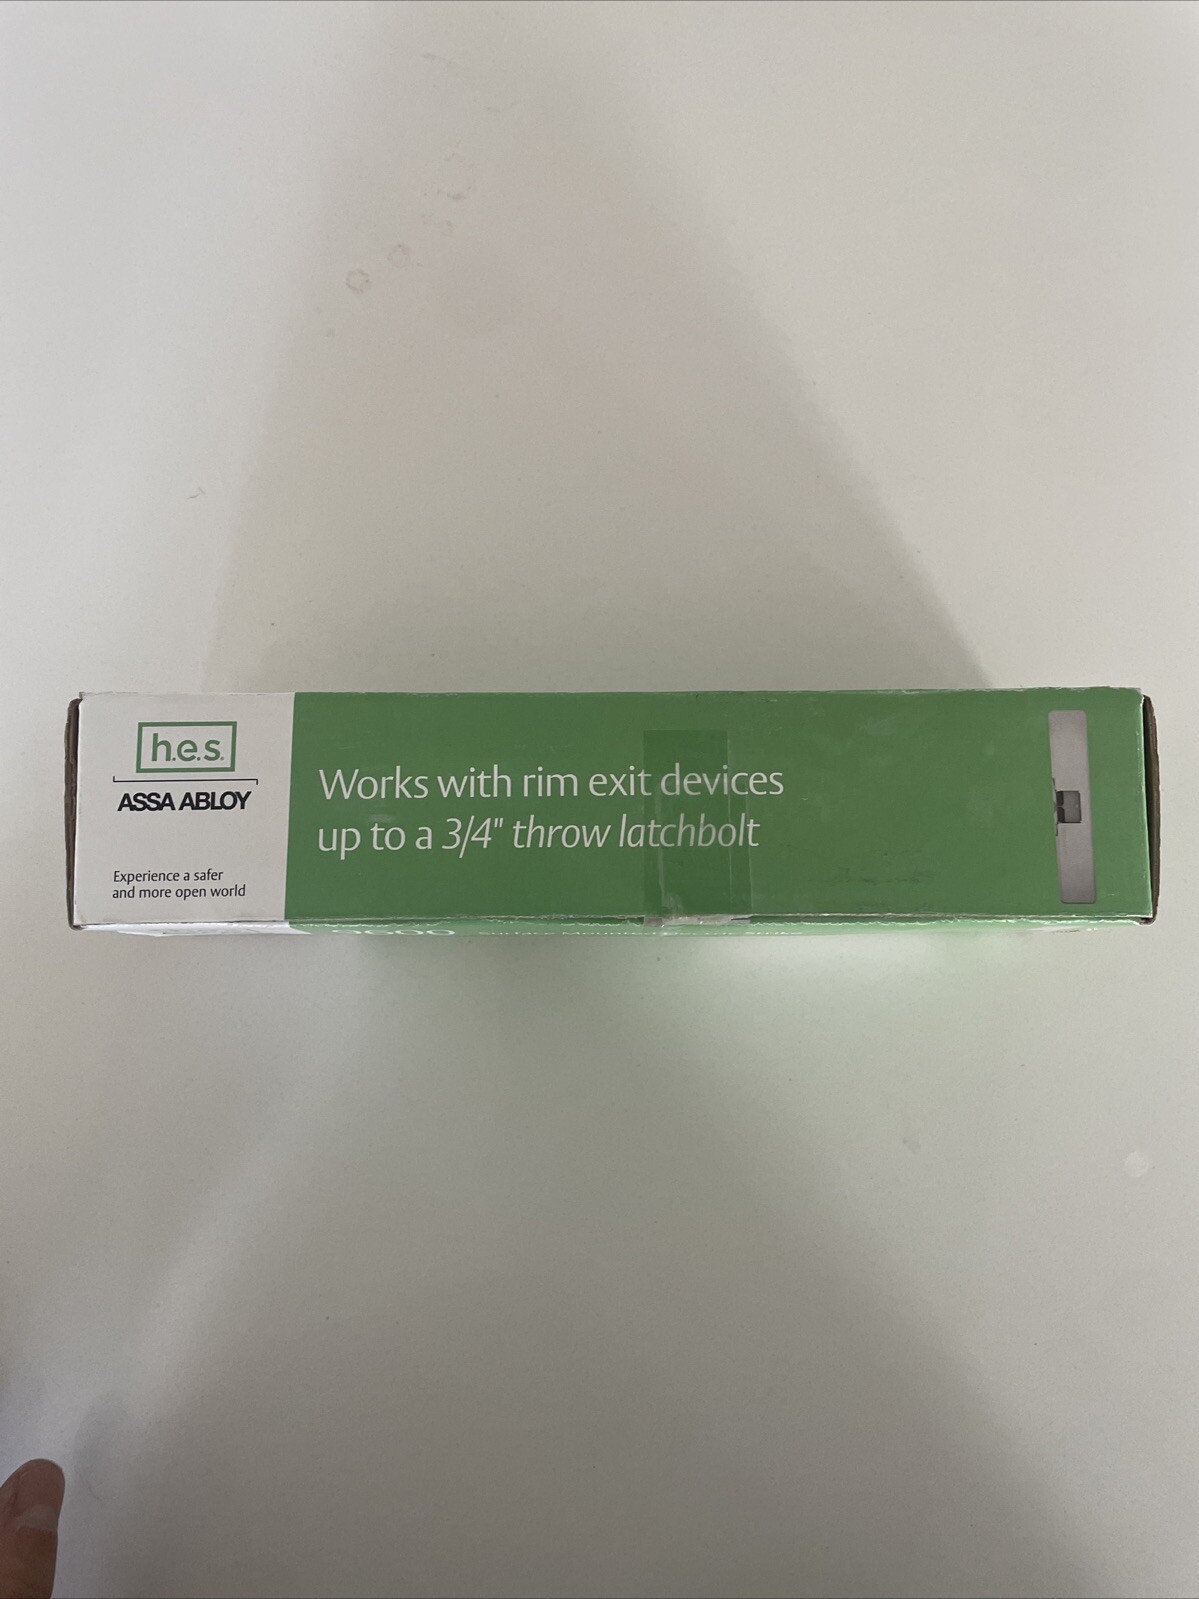 h.e.s.
ASSA ABLOY
Experience a safer
and more open world
Works with rim exit devices
up to a 3/4" throw latchbolt